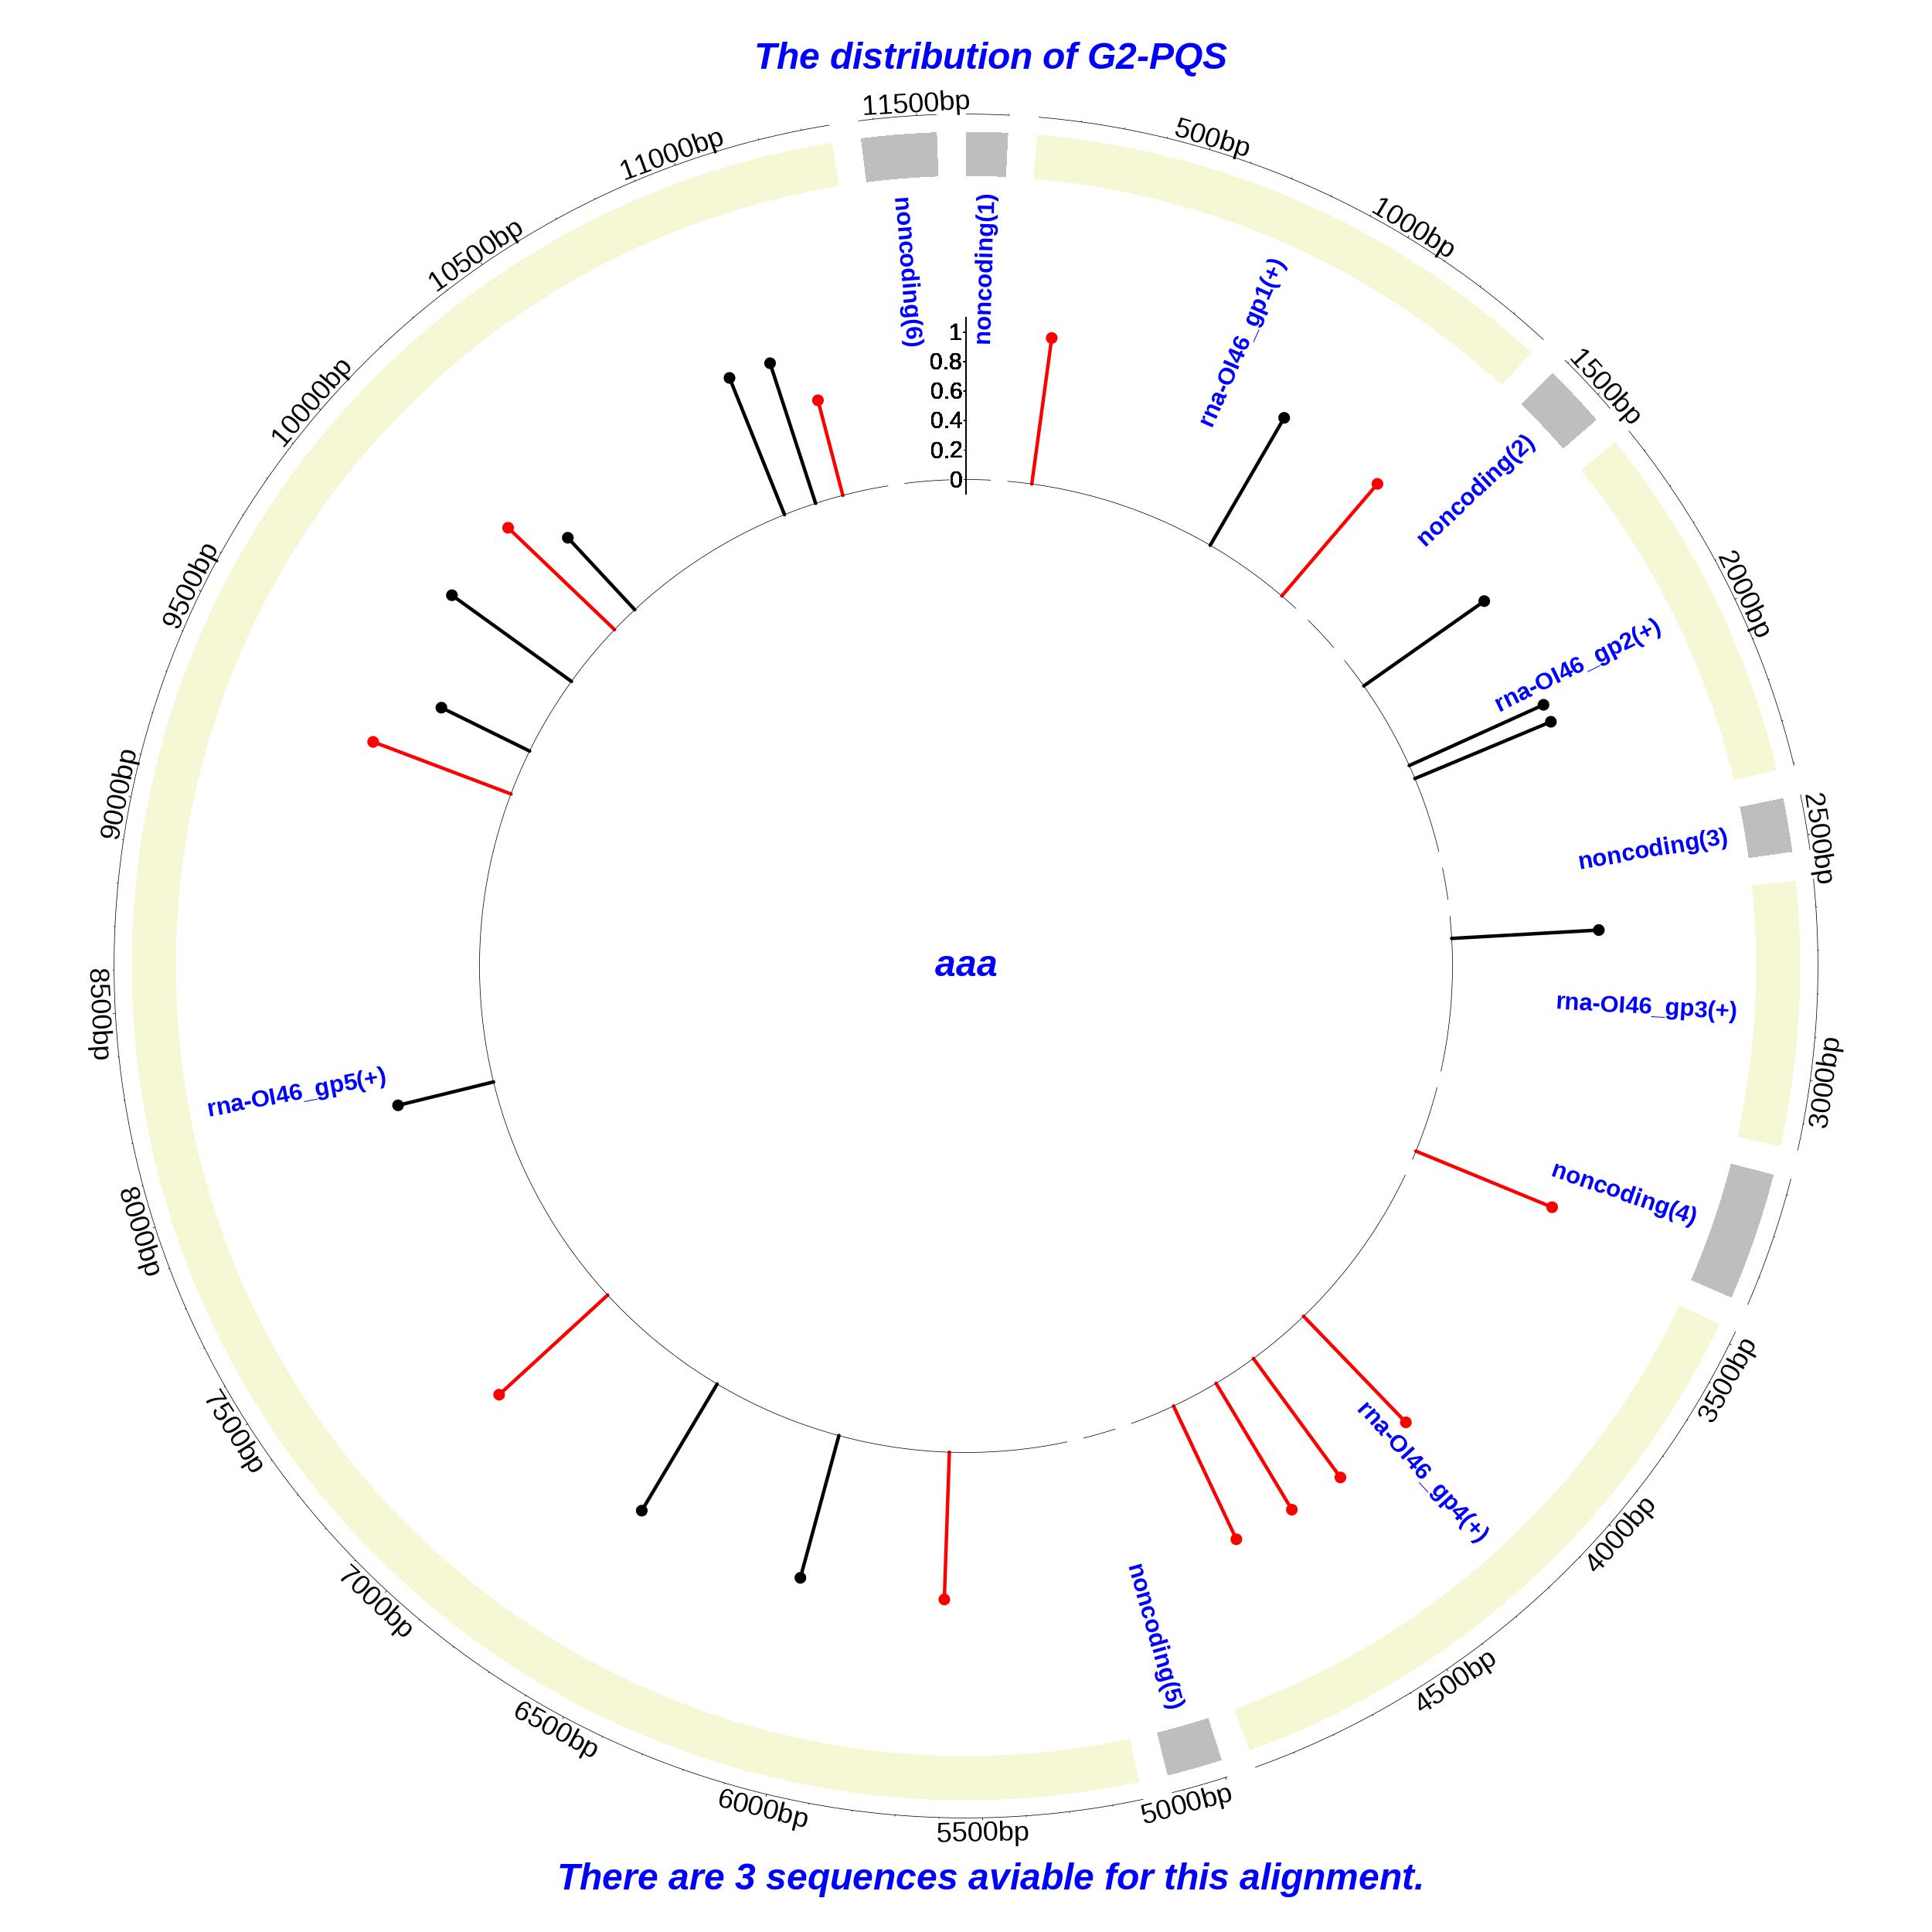 The distribution of G2-PQS
11500bp
500bp
1000bp
1500bp
2000bp
2500bp
3000bp
3500bp
4000bp
4500bp
5000bp
5500bp
6000bp
6500bp
7000bp
7500bp
8000bp
8500bp
9000bp
9500bp
10000bp
10500bp
11000bp
noncoding(1)
rna-OI46_gp1(+)
noncoding(2)
rna-OI46_gp2(+)
noncoding(3)
rna-OI46_gp3(+)
noncoding(4)
rna-OI46_gp4(+)
noncoding(5)
rna-OI46_gp5(+)
noncoding(6)
1
0.8
0.6
0.4
0.2
0
aaa
There are 3 sequences aviable for this alignment.